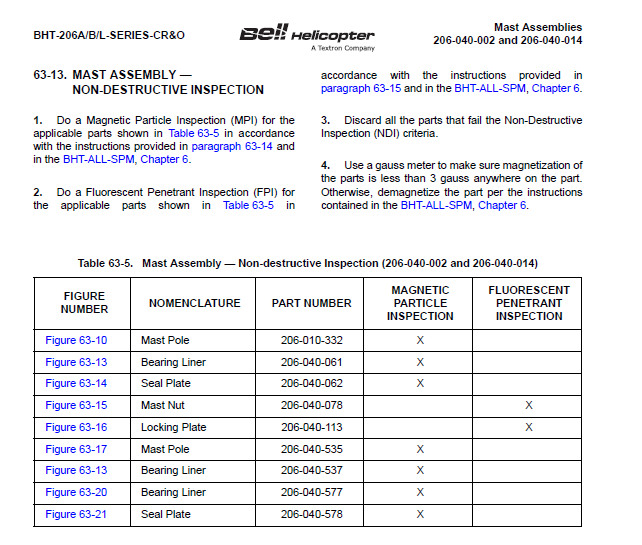 BHT-206A/B/L-SERIES-CR&O
Bell Helicopter
A Textron Company
Mast Assemblies
206-040-002 and 206-040-014
63-13. MAST ASSEMBLY —
NON-DESTRUCTIVE INSPECTION
1. Do a Magnetic Particle Inspection (MPI) for the
applicable parts shown in Table 63-5 in accordance
with the instructions provided in paragraph 63-14 and
in the BHT-ALL-SPM, Chapter 6.
2. Do a Fluorescent Penetrant Inspection (FPI) for
the applicable parts shown in Table 63-5 in
accordance with the instructions provided in
paragraph 63-15 and in the BHT-ALL-SPM, Chapter 6.
3. Discard all the parts that fail the Non-Destructive
Inspection (NDI) criteria.
4. Use a gauss meter to make sure magnetization of
the parts is less than 3 gauss anywhere on the part.
Otherwise, demagnetize the part per the instructions
contained in the BHT-ALL-SPM, Chapter 6.
Table 63-5. Mast Assembly — Non-destructive Inspection (206-040-002 and 206-040-014)
FIGURE NUMBER NOMENCLATURE PART NUMBER MAGNETIC PARTICLE INSPECTION FLUORESCENT PENETRANT INSPECTION
Figure 63-10 Mast Pole 206-010-332 X
Figure 63-13 Bearing Liner 206-040-061 X
Figure 63-14 Seal Plate 206-040-062 X
Figure 63-15 Mast Nut 206-040-078 X
Figure 63-16 Locking Plate 206-040-113 X
Figure 63-17 Mast Pole 206-040-535 X
Figure 63-13 Bearing Liner 206-040-537 X
Figure 63-20 Bearing Liner 206-040-577 X
Figure 63-21 Seal Plate 206-040-578 X